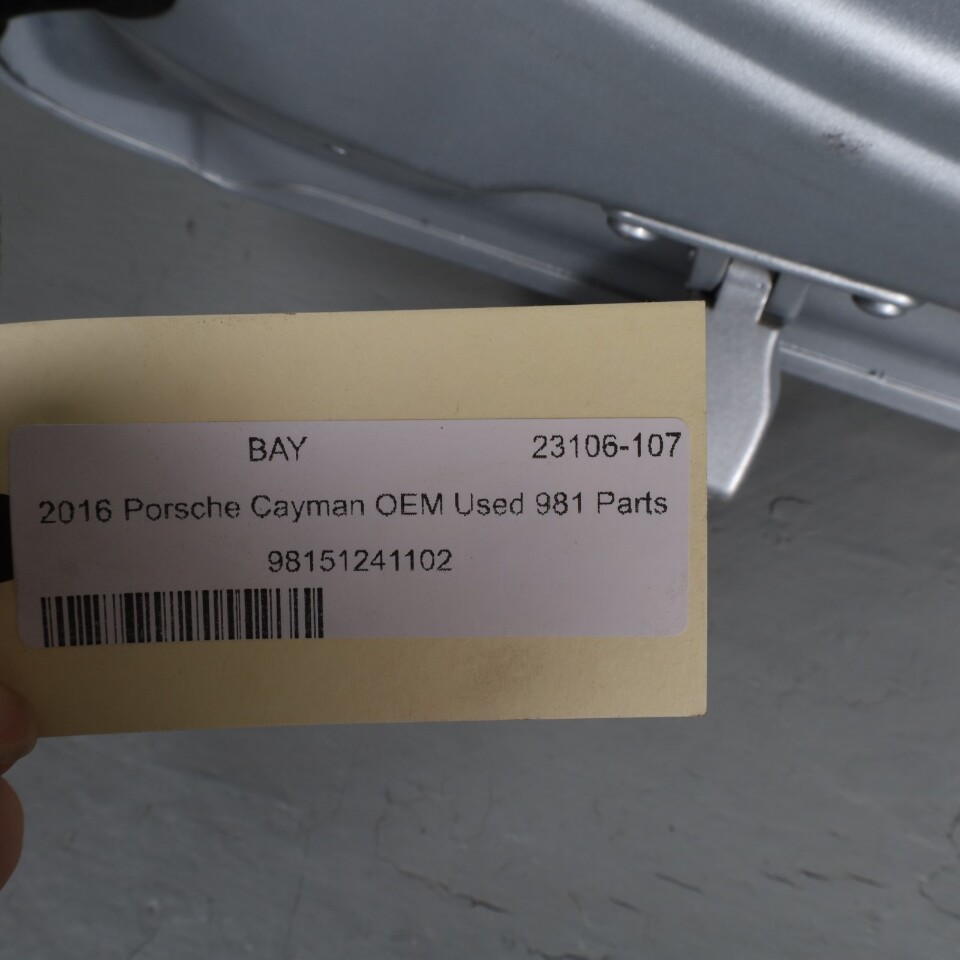 BAY 23106-107
2016 Porsche Cayman OEM Used 981 Parts
98151241102